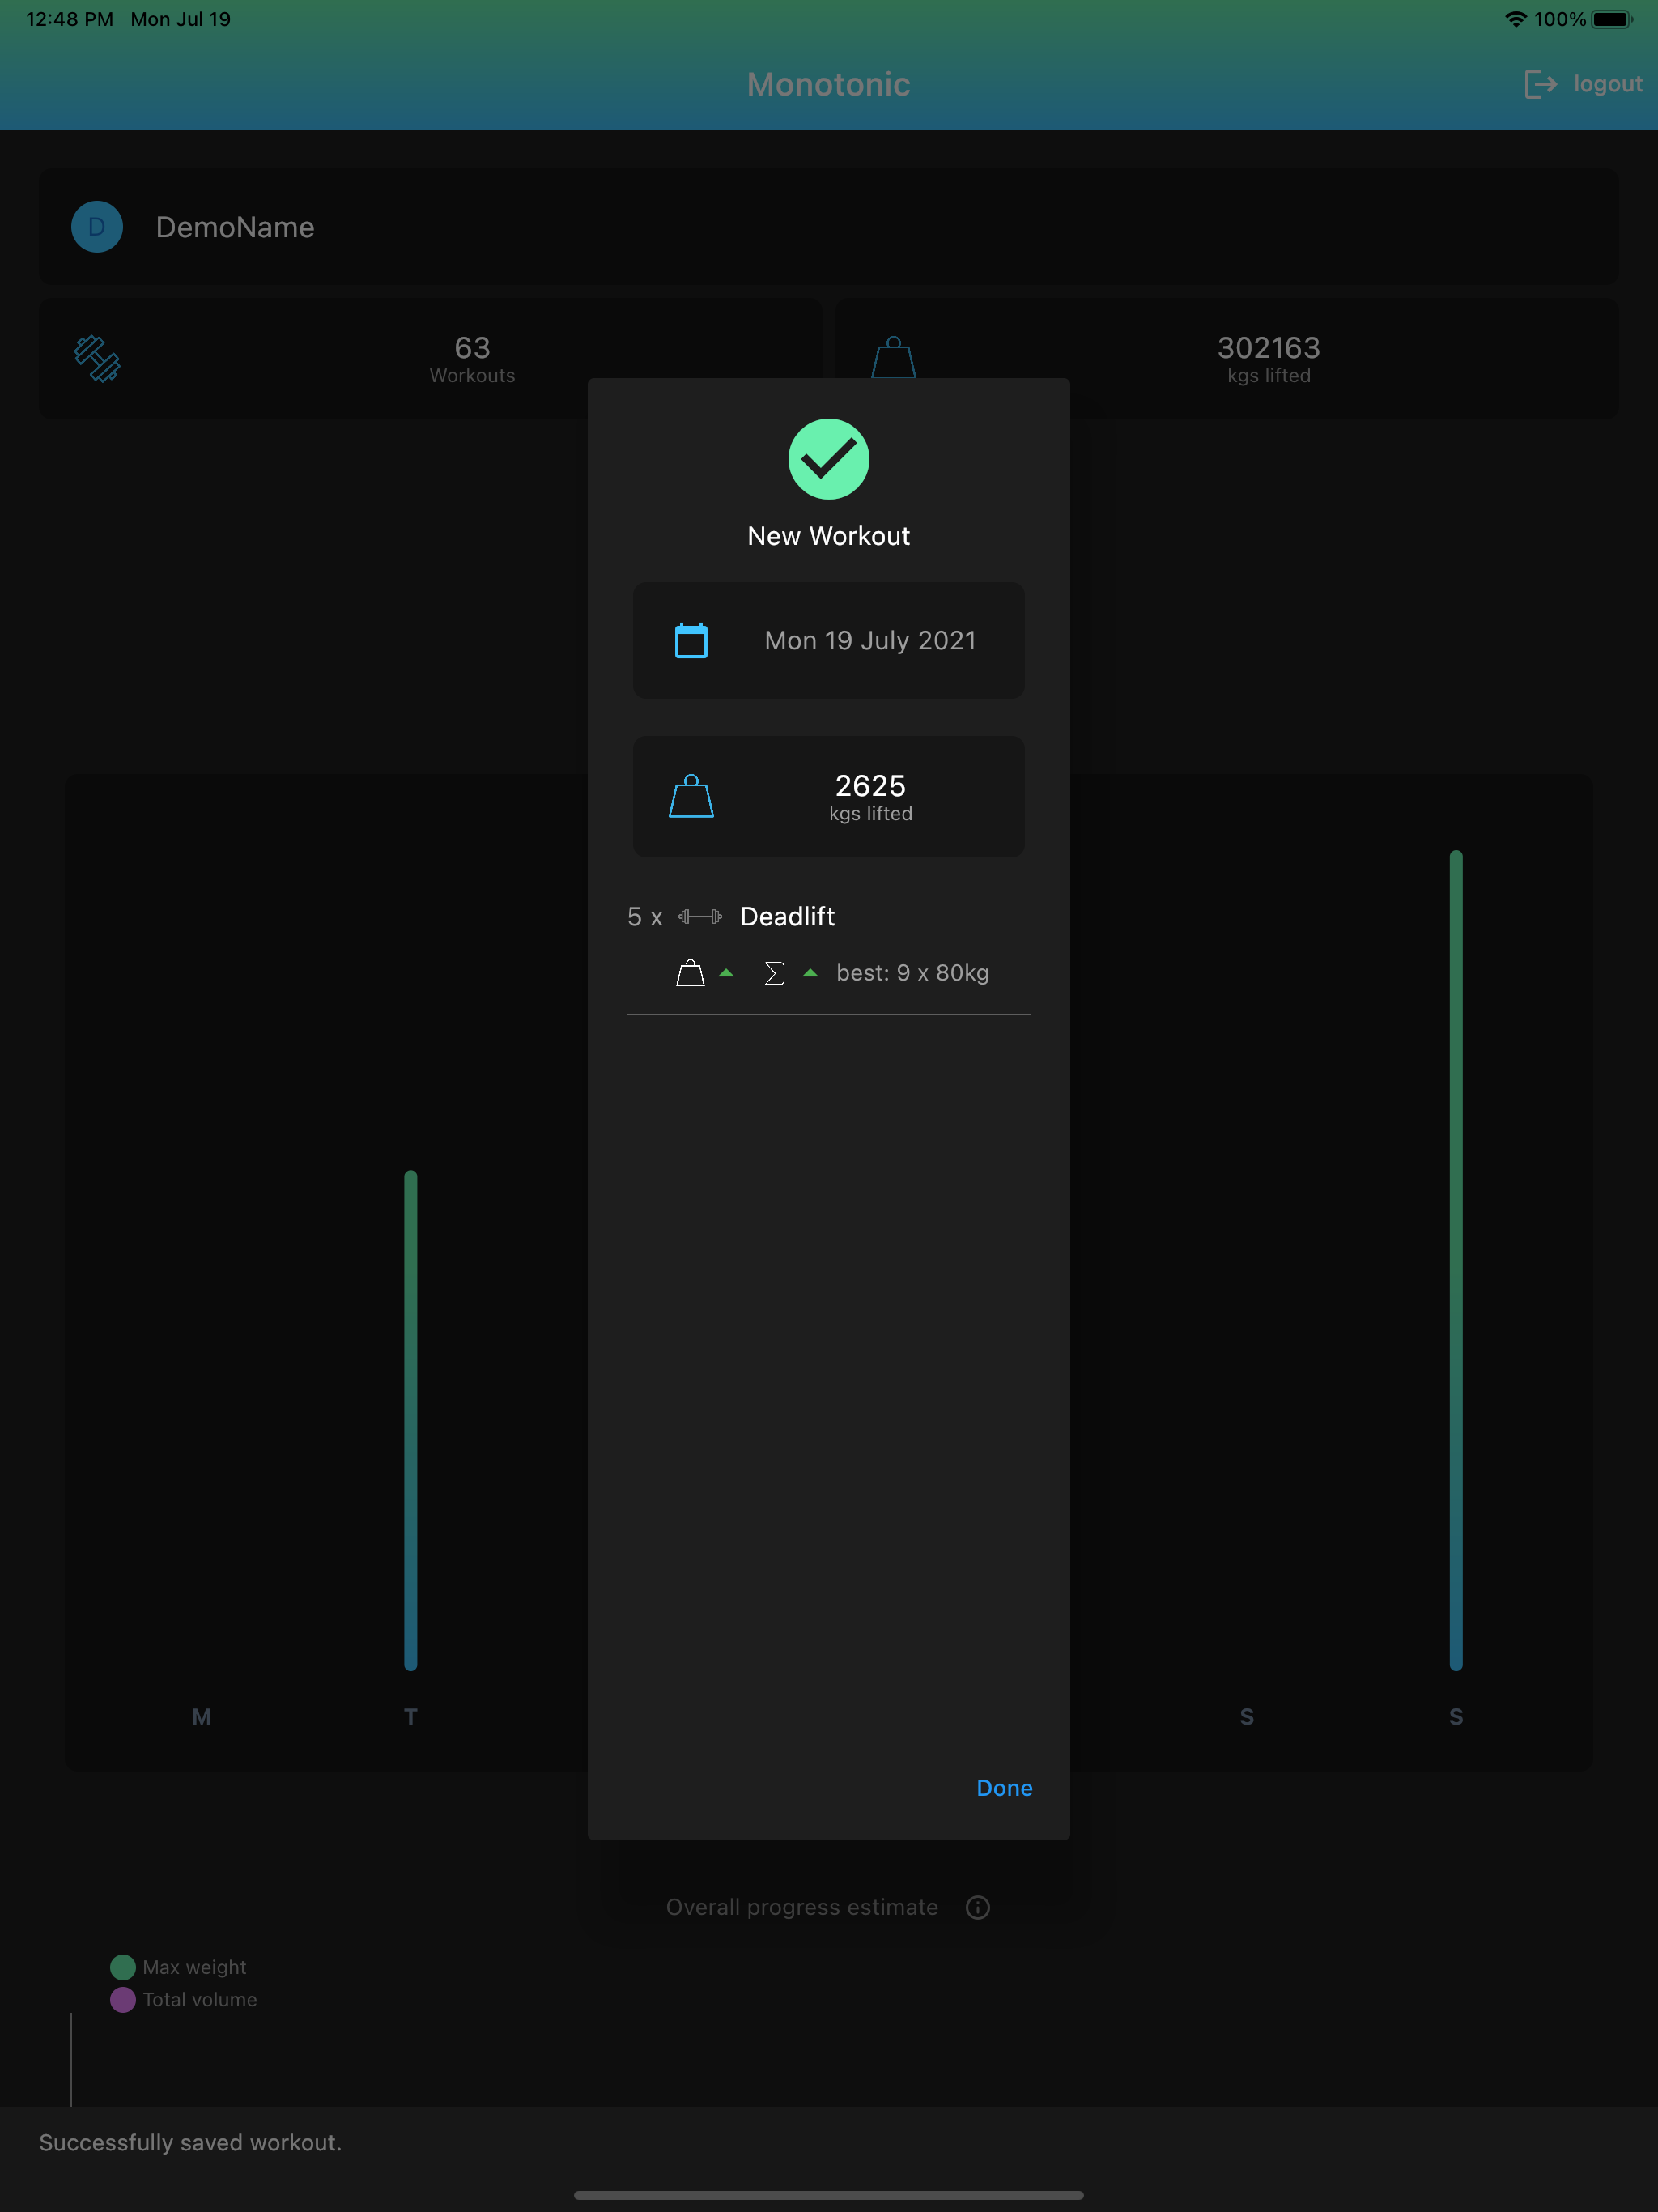 12:48 PM Mon Jul 19 100%
Monotonic
logout
D DemoName
63
Workouts
302163
kgs lifted
New Workout
Mon 19 July 2021
2625
kgs lifted
5 x Deadlift
Σ best: 9 x 80kg
M T S S
Done
Overall progress estimate
Max weight
Total volume
Successfully saved workout.